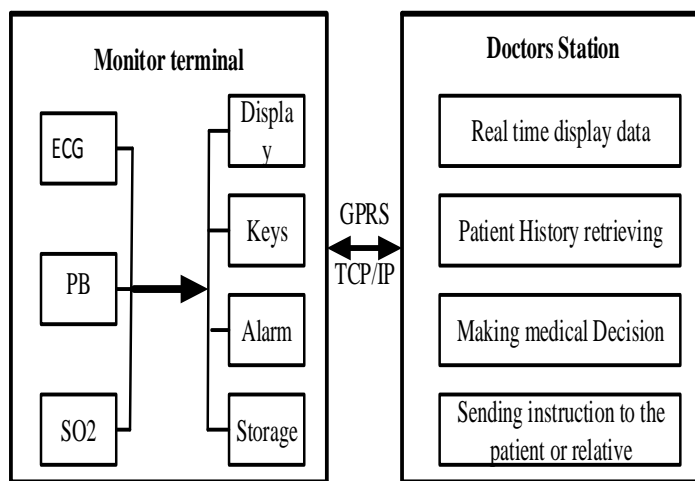 Monitor terminal
ECG
PB
SO2
Displa
y
Keys
Alarm
Storage
GPRS
TCP/IP
Doctors Station
Real time display data
Patient History retrieving
Making medical Decision
Sending instruction to the
patient or relative